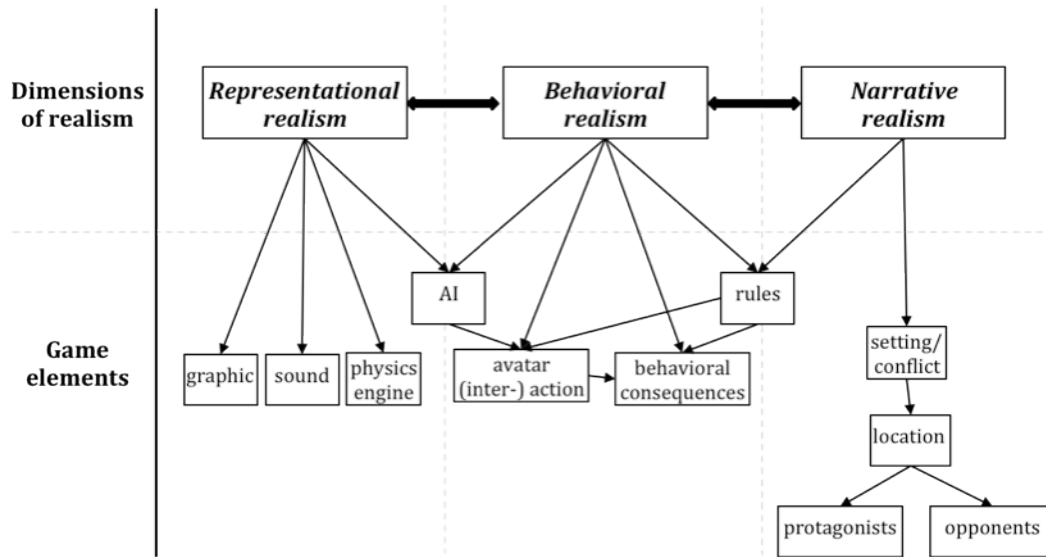 Dimensions
of realism
Representational
realism
Behavioral
realism
Narrative
realism
Game
elements
AI
rules
graphic
sound
physics
engine
avatar
(inter-) action
behavioral
consequences
setting/
conflict
location
protagonists
opponents